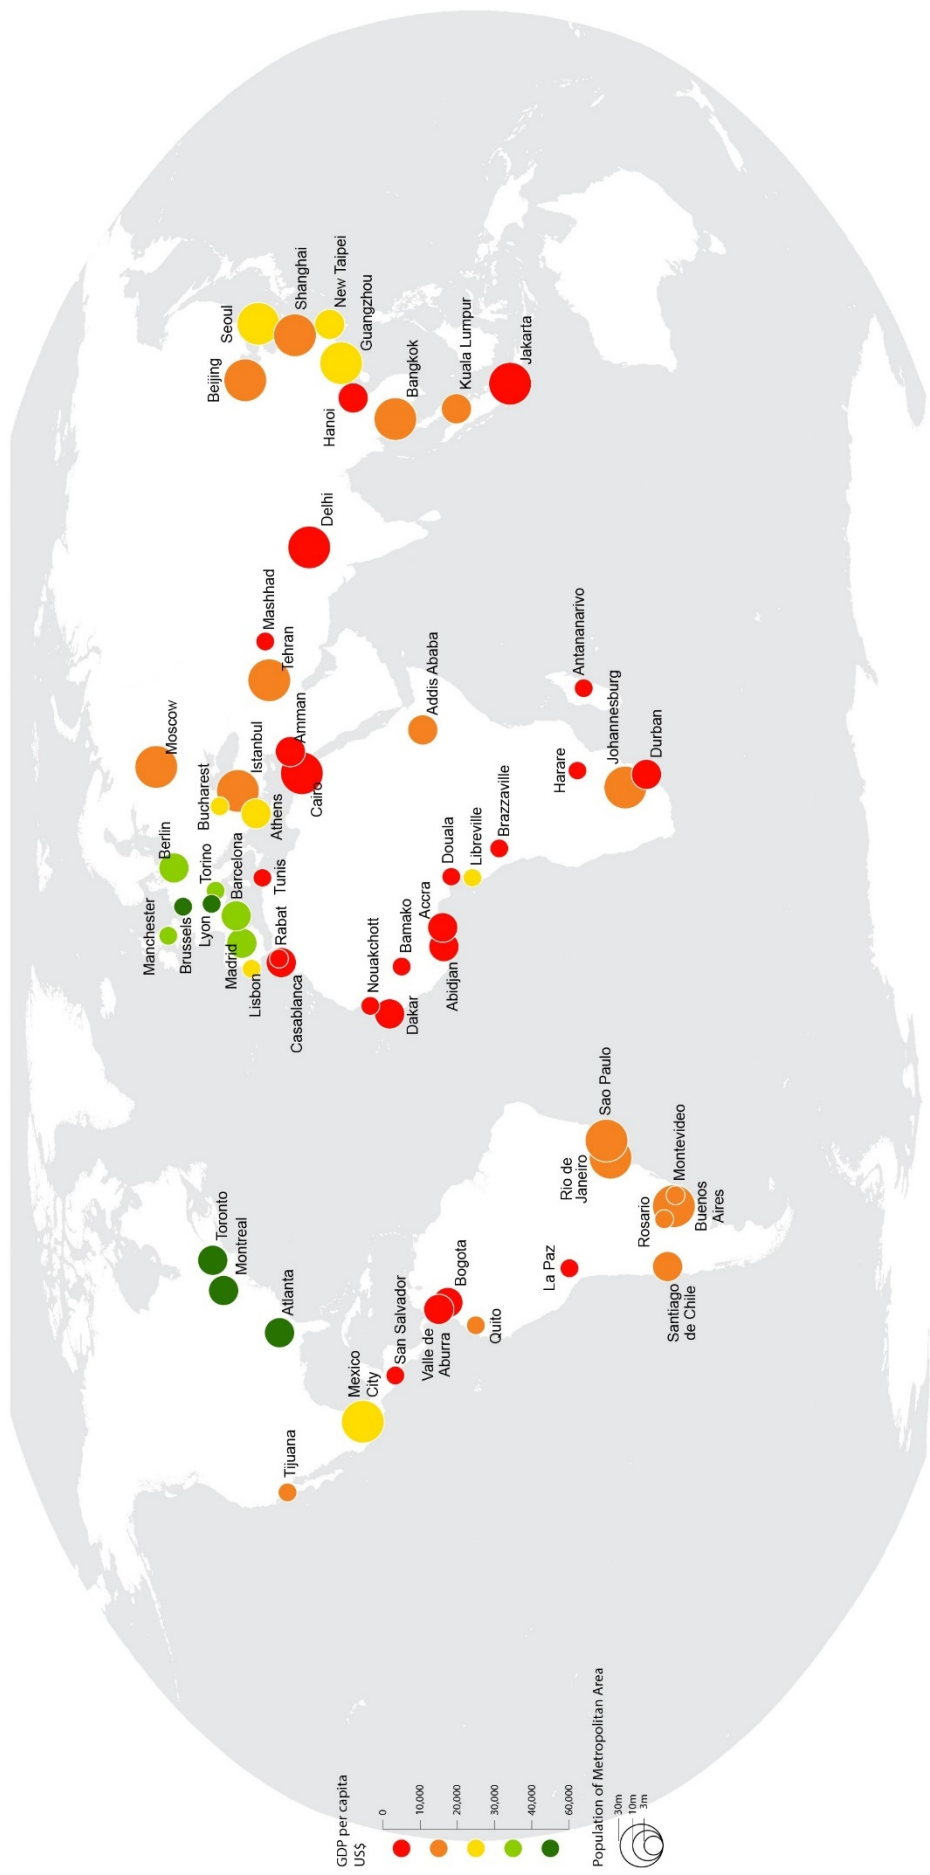 Manchester
Brussels
Lyon
Torino
Berlin
Moscow
Barcelona
Madrid
Lisbon
Bucharest
Istanbul
Athens
Tunis
Rabat
Casablanca
Cairo
Amman
Tehran
Mashhad
Delhi
Beijing
Seoul
Shanghai
New Taipei
Guangzhou
Hanoi
Bangkok
Kuala Lumpur
Jakarta
Toronto
Montreal
Atlanta
Tijuana
Mexico
City
San Salvador
Valle de
Aburra
Bogota
Quito
La Paz
Rio de
Janeiro
Sao Paulo
Rosario
Montevideo
Buenos
Aires
Santiago
de Chile
Nouakchott
Dakar
Bamako
Abidjan
Accra
Douala
Libreville
Brazzaville
Addis Ababa
Antananarivo
Harare
Johannesburg
Durban
GDP per capita
US$
0
10,000
20,000
30,000
40,000
60,000
Population of Metropolitan Area
30m
10m
3m